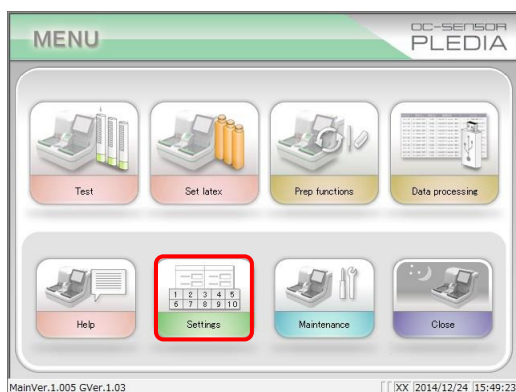 MENU
OC-SENSOR
PLEDIA
Test
Set latex
Prep functions
Data processing
1 2 3 4 5
6 7 8 9 10
Help
Settings
Maintenance
Close
MainVer.1.005 GVer.1.03
XX 2014/12/24 15:49:23